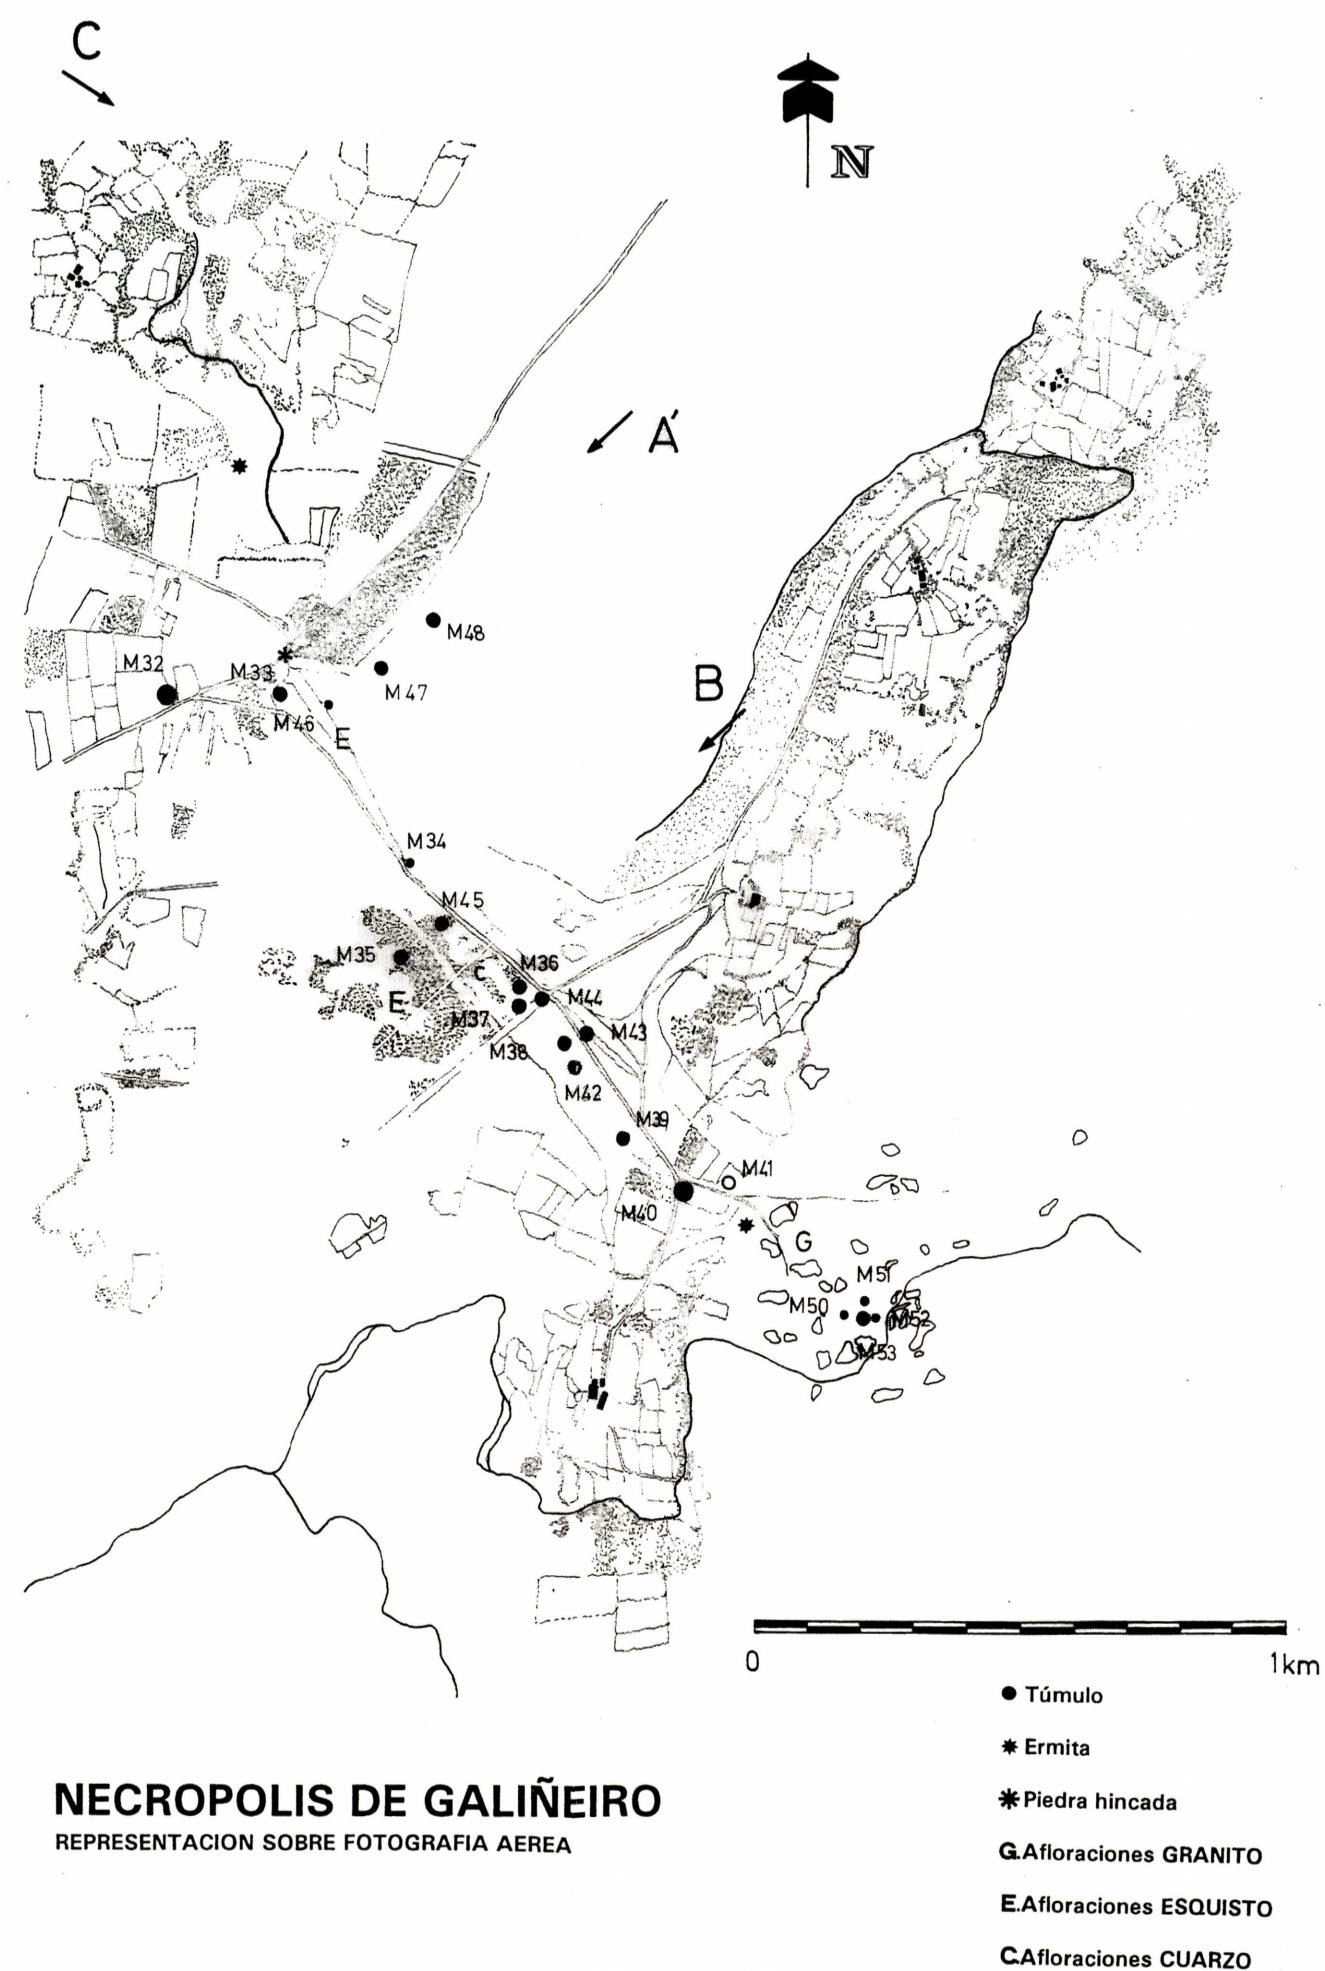 C
N
A'
B
M48
M32
M33
M47
M46
E
M34
M45
M35
M36
C
E
M44
M37
M43
M38
M42
M39
M41
M40
G
M51
M50
M52
M53
0 1km
Túmulo
Ermita
Piedra hincada
G.Afloraciones GRANITO
E.Afloraciones ESQUISTO
C.Afloraciones CUARZO
NECROPOLIS DE GALIÑEIRO
REPRESENTACION SOBRE FOTOGRAFIA AEREA